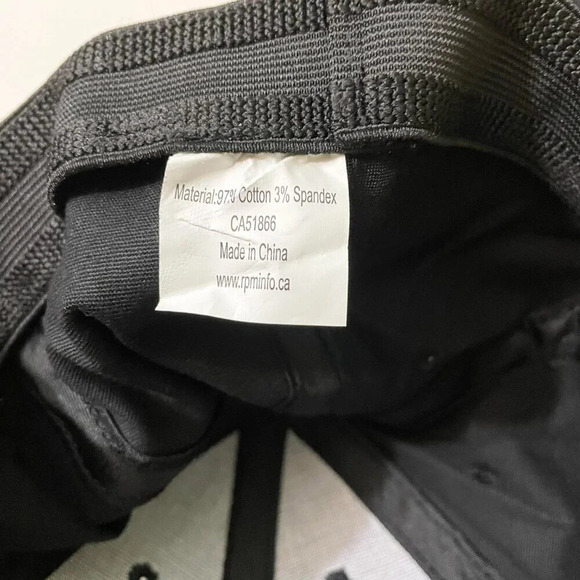 Material:97% Cotton 3% Spandex
CA51866
Made in China
www.rpminfo.ca